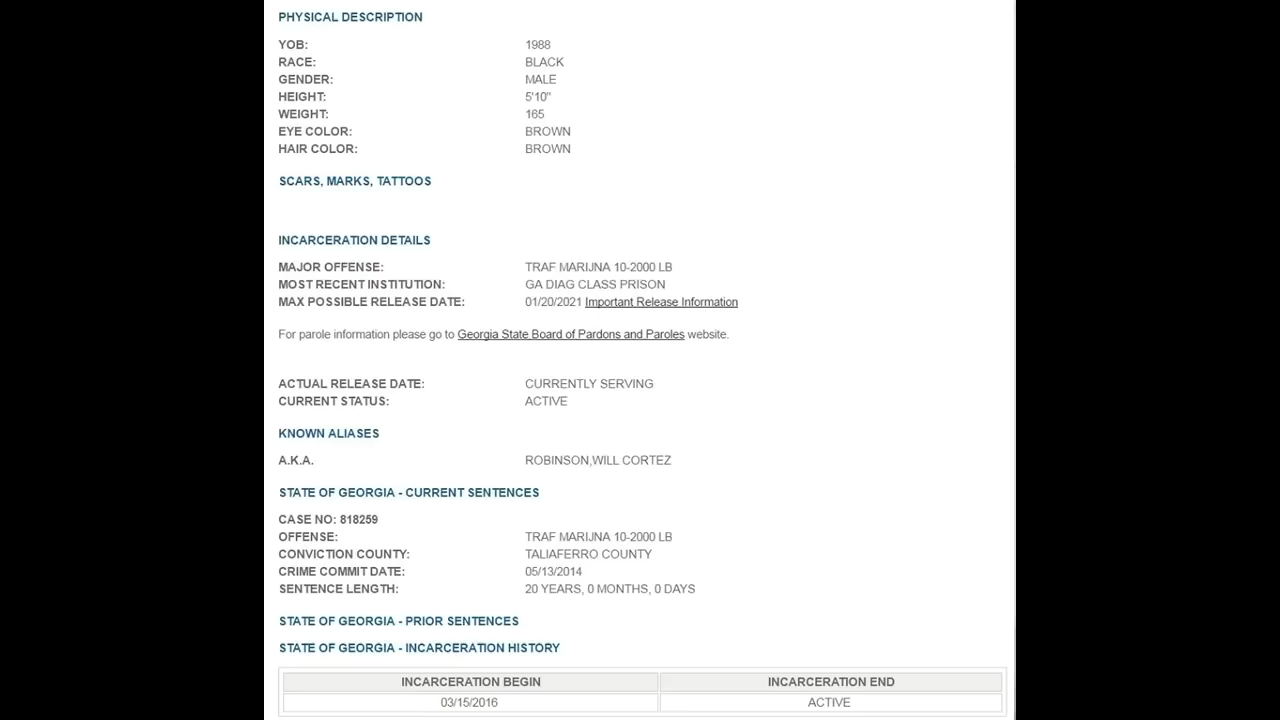 PHYSICAL DESCRIPTION
YOB: 1988
RACE: BLACK
GENDER: MALE
HEIGHT: 5'10"
WEIGHT: 165
EYE COLOR: BROWN
HAIR COLOR: BROWN
SCARS, MARKS, TATTOOS
INCARCERATION DETAILS
MAJOR OFFENSE: TRAF MARIJNA 10-2000 LB
MOST RECENT INSTITUTION: GA DIAG CLASS PRISON
MAX POSSIBLE RELEASE DATE: 01/20/2021 Important Release Information
For parole information please go to Georgia State Board of Pardons and Paroles website.
ACTUAL RELEASE DATE: CURRENTLY SERVING
CURRENT STATUS: ACTIVE
KNOWN ALIASES
A.K.A. ROBINSON,WILL CORTEZ
STATE OF GEORGIA - CURRENT SENTENCES
CASE NO: 818259
OFFENSE: TRAF MARIJNA 10-2000 LB
CONVICTION COUNTY: TALIAFERRO COUNTY
CRIME COMMIT DATE: 05/13/2014
SENTENCE LENGTH: 20 YEARS, 0 MONTHS, 0 DAYS
STATE OF GEORGIA - PRIOR SENTENCES
STATE OF GEORGIA - INCARCERATION HISTORY
INCARCERATION BEGIN INCARCERATION END
03/15/2016 ACTIVE